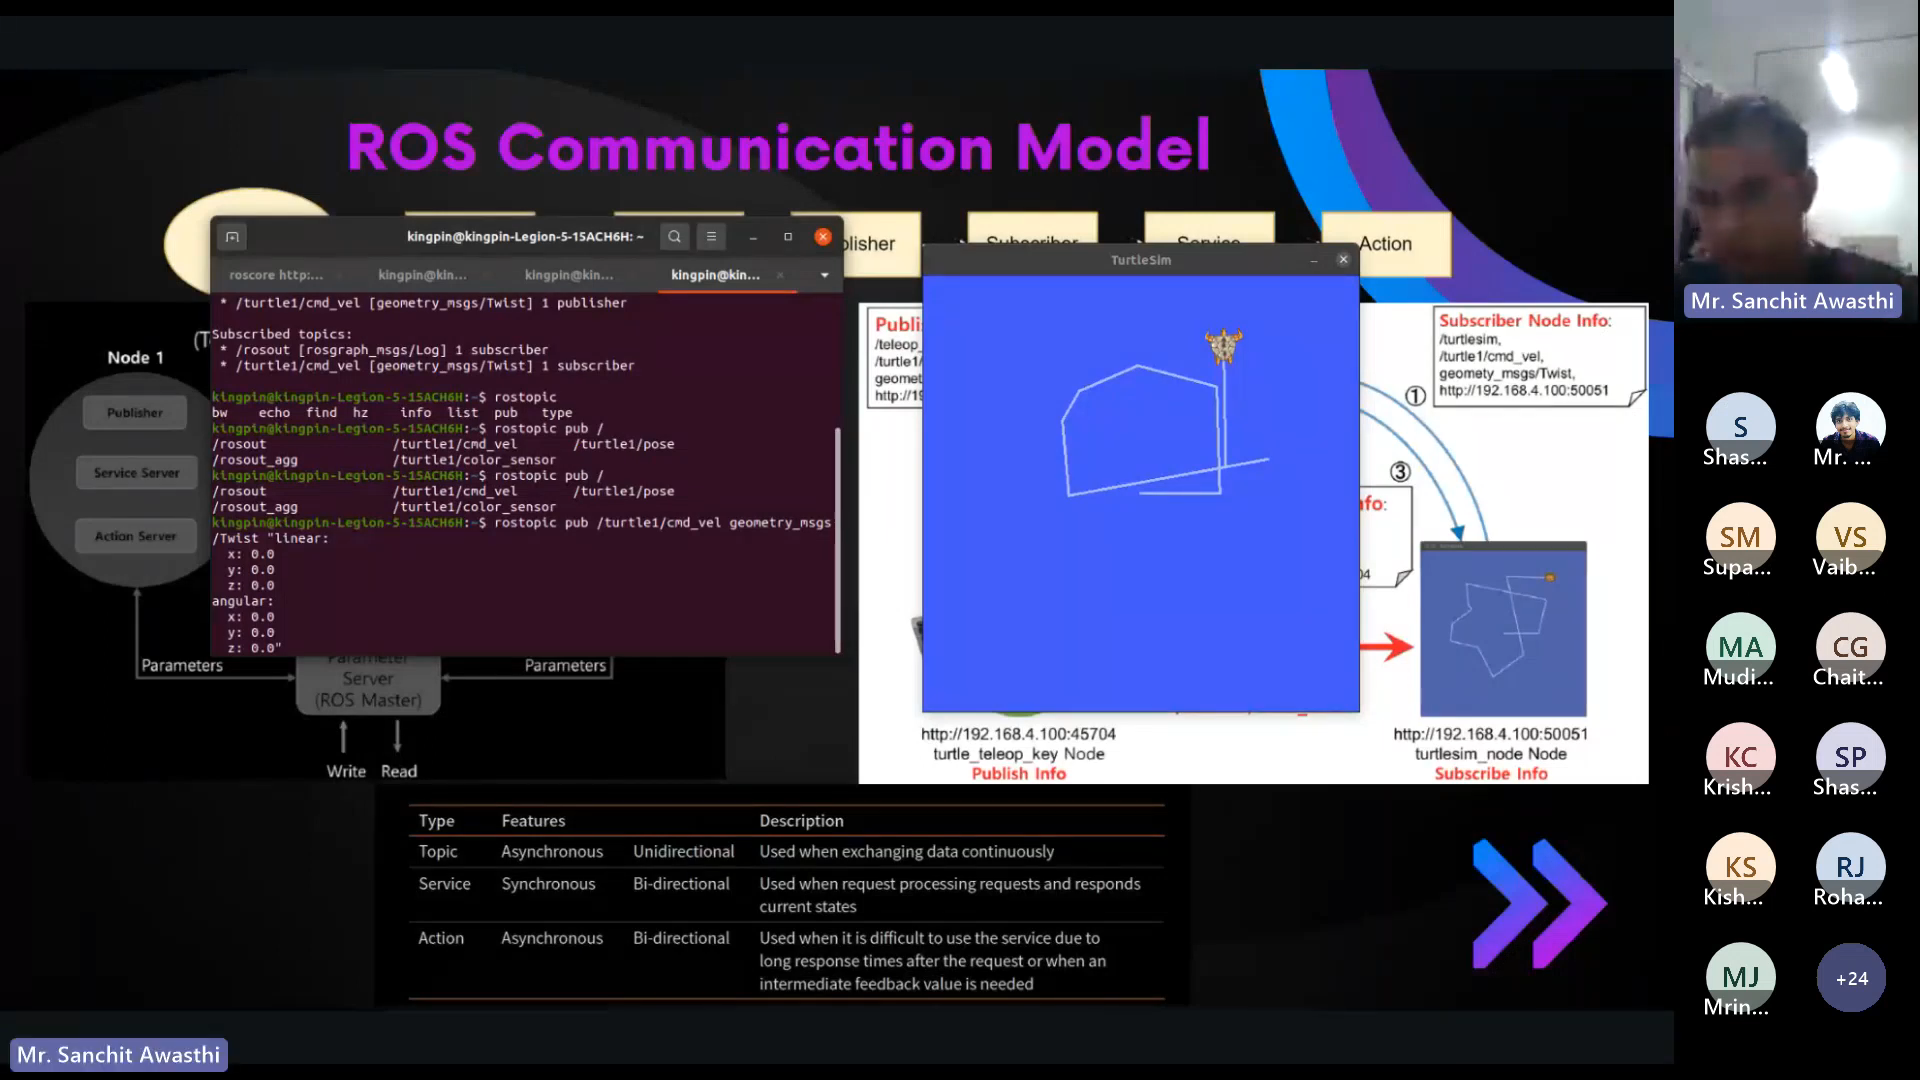 ROS Communication Model
kingpin@kingpin-Legion-5-15ACH6H: ~
roscore http:...
kingpin@kin...
kingpin@kin...
kingpin@kin...
* /turtle1/cmd_vel [geometry_msgs/Twist] 1 publisher
Subscribed topics:
* /rosout [rosgraph_msgs/Log] 1 subscriber
* /turtle1/cmd_vel [geometry_msgs/Twist] 1 subscriber
kingpin@kingpin-Legion-5-15ACH6H:~$ rostopic
bw echo find hz info list pub type
kingpin@kingpin-Legion-5-15ACH6H:~$ rostopic pub /
/rosout /turtle1/cmd_vel /turtle1/pose
/rosout_agg /turtle1/color_sensor
kingpin@kingpin-Legion-5-15ACH6H:~$ rostopic pub /
/rosout /turtle1/cmd_vel /turtle1/pose
/rosout_agg /turtle1/color_sensor
kingpin@kingpin-Legion-5-15ACH6H:~$ rostopic pub /turtle1/cmd_vel geometry_msgs
/Twist "linear:
x: 0.0
y: 0.0
z: 0.0
angular:
x: 0.0
y: 0.0
z: 0.0"
Subscriber
Service
Action
TurtleSim
Node 1
Publisher
Service Server
Action Server
Parameters
Parameters
Parameter
Server
(ROS Master)
Write Read
/teleop_
/turtle1/
Subscriber Node Info:
/turtlesim,
/turtle1/cmd_vel,
geomety_msgs/Twist,
http://192.168.4.100:50051
①
③
http://192.168.4.100:45704
turtle_teleop_key Node
Publish Info
http://192.168.4.100:50051
turtlesim_node Node
Subscribe Info
Type Features Description
Topic Asynchronous Unidirectional Used when exchanging data continuously
Service Synchronous Bi-directional Used when request processing requests and responds
current states
Action Asynchronous Bi-directional Used when it is difficult to use the service due to
long response times after the request or when an
intermediate feedback value is needed
Mr. Sanchit Awasthi
Mr. Sanchit Awasthi
S
Shas...
Mr. ...
SM
Supa...
VS
Vaib...
MA
Mudi...
CG
Chait...
KC
Krish...
SP
Shas...
KS
Kish...
RJ
Roha...
MJ
Mrin...
+24